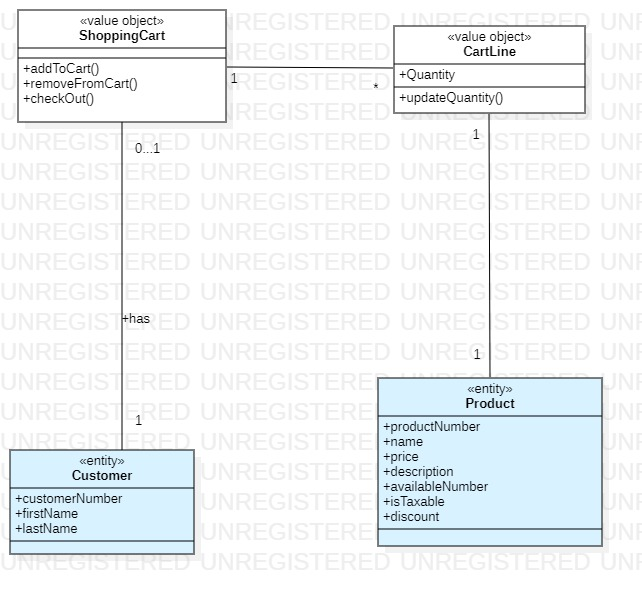 «value object»
ShoppingCart
+addToCart()
+removeFromCart()
+checkOut()
«value object»
CartLine
+Quantity
+updateQuantity()
1
*
0...1
1
+has
1
1
«entity»
Customer
+customerNumber
+firstName
+lastName
«entity»
Product
+productNumber
+name
+price
+description
+availableNumber
+isTaxable
+discount
UNREGISTERED